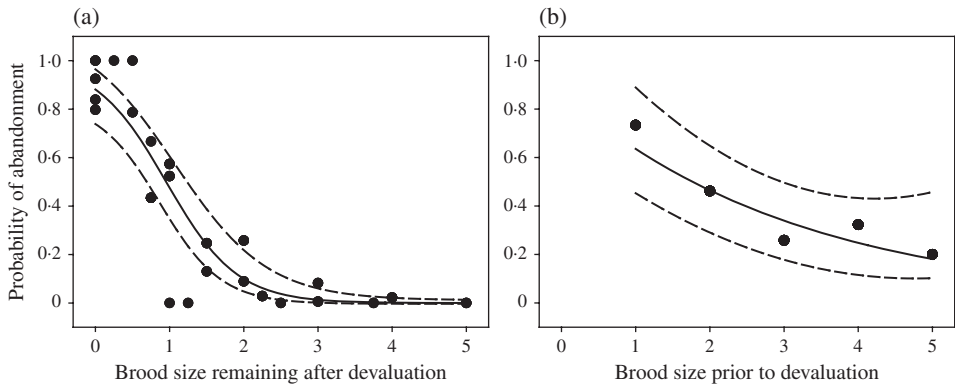 (a)
(b)
Probability of abandonment
1·0
0·8
0·6
0·4
0·2
0
0 1 2 3 4 5
Brood size remaining after devaluation
1·0
0·8
0·6
0·4
0·2
0
0 1 2 3 4 5
Brood size prior to devaluation